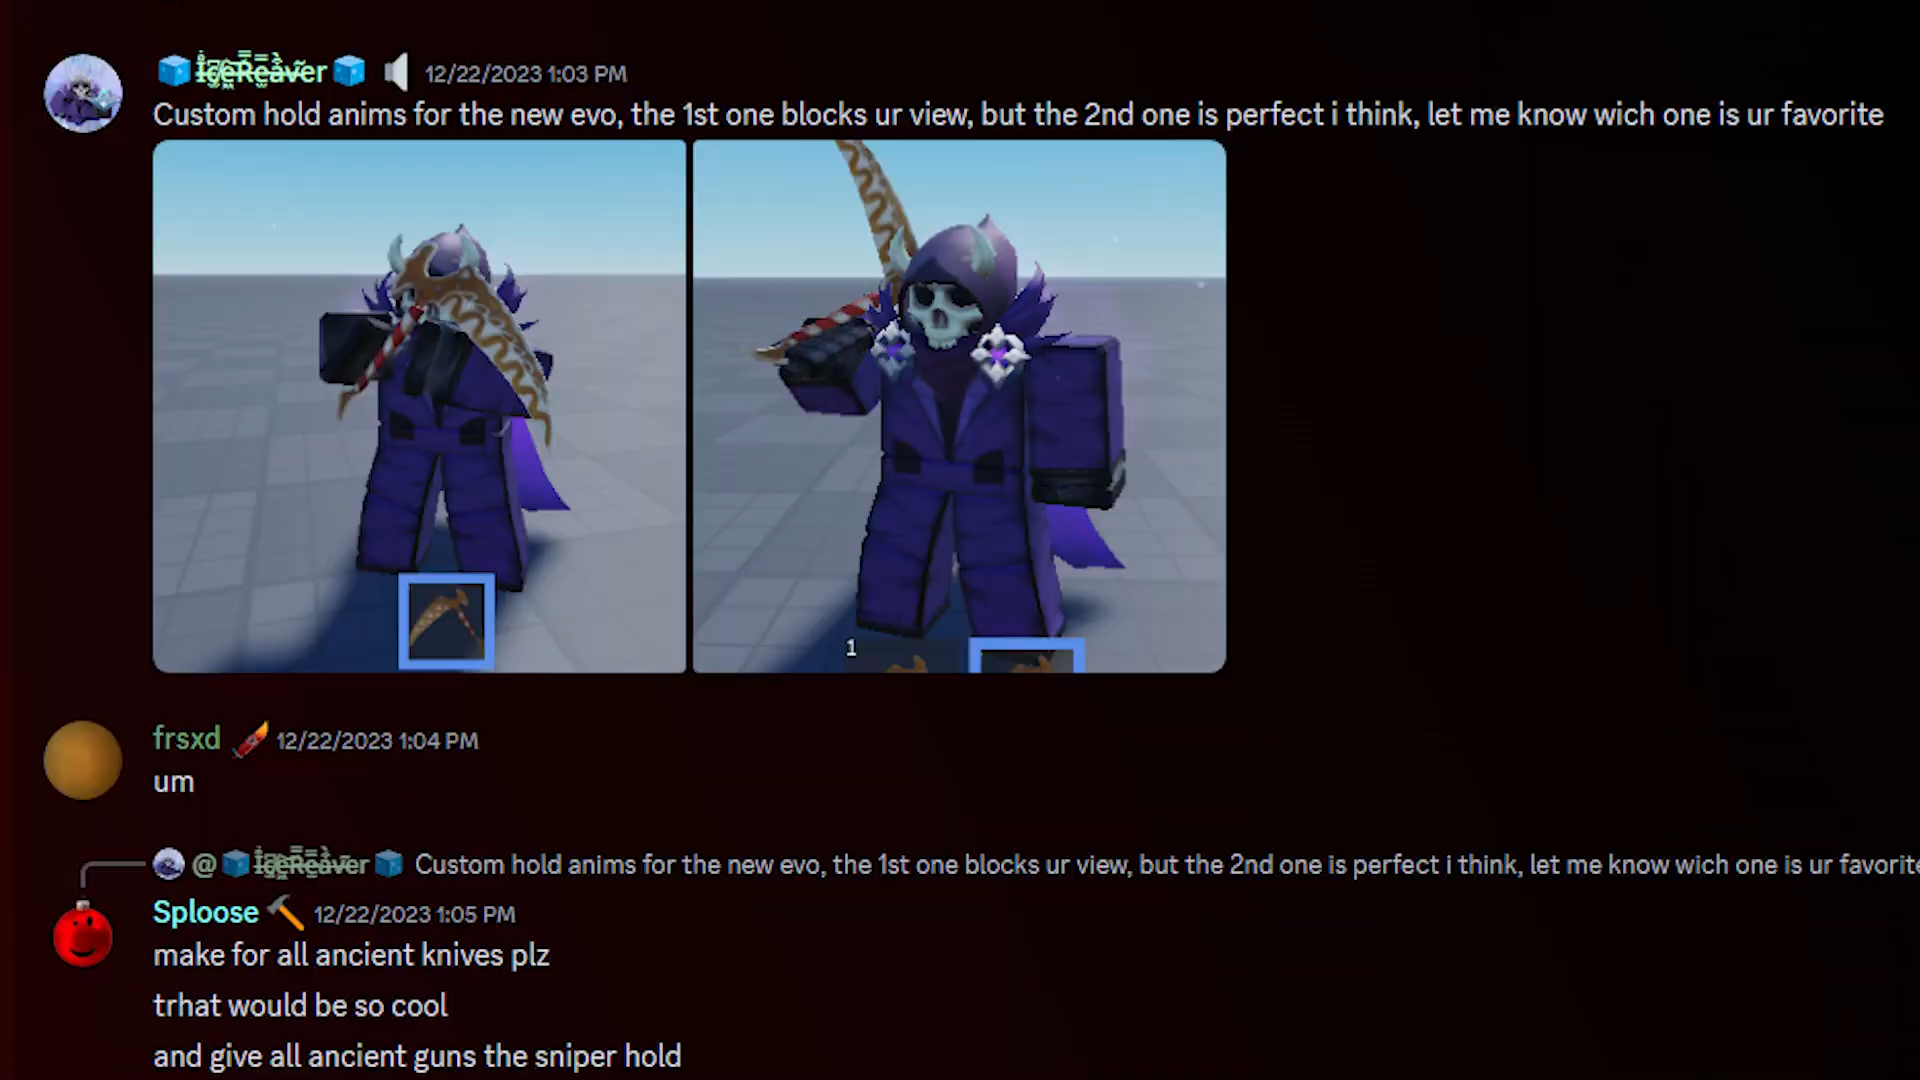 IceReaver 12/22/2023 1:03 PM
Custom hold anims for the new evo, the 1st one blocks ur view, but the 2nd one is perfect i think, let me know wich one is ur favorite
1
frsxd 12/22/2023 1:04 PM
um
@ IceReaver Custom hold anims for the new evo, the 1st one blocks ur view, but the 2nd one is perfect i think, let me know wich one is ur favorite
Sploose 12/22/2023 1:05 PM
make for all ancient knives plz
trhat would be so cool
and give all ancient guns the sniper hold